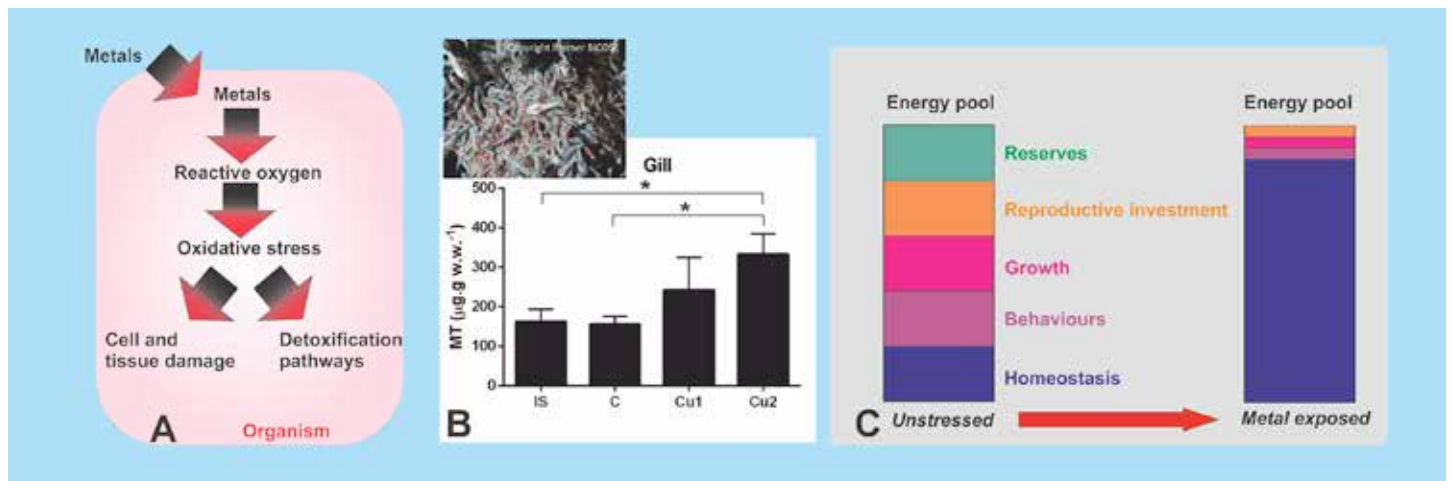 Metals
Metals
Reactive oxygen
Oxidative stress
Cell and
tissue damage
Detoxification
pathways
A
Organism
Gill
MT (µg.g w.w.-1)
500
400
300
200
100
0
*
*
IS
C
Cu1
Cu2
B
Energy pool
Energy pool
Reserves
Reproductive investment
Growth
Behaviours
Homeostasis
C
Unstressed
Metal exposed